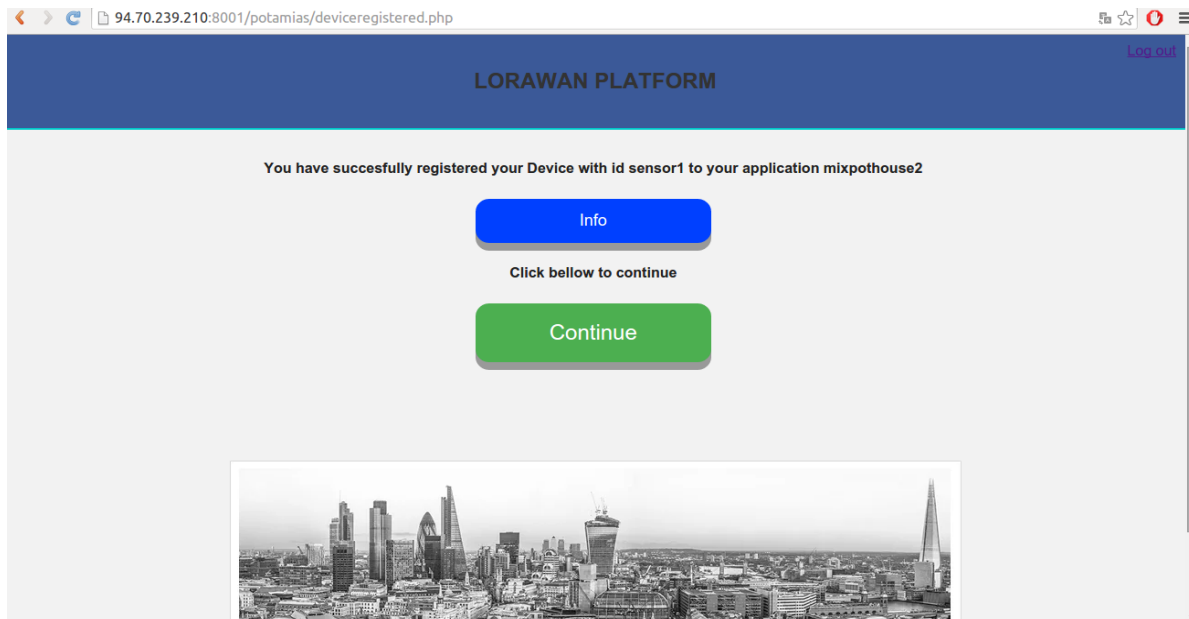 94.70.239.210:8001/potamias/deviceregistered.php
Log out
LORAWAN PLATFORM
You have succesfully registered your Device with id sensor1 to your application mixpothouse2
Info
Click bellow to continue
Continue